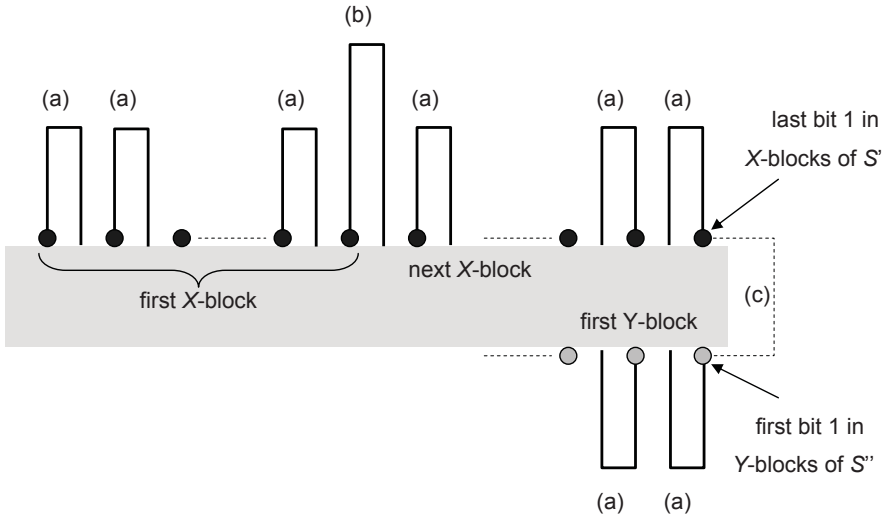 (b)
(a)
(a)
(a)
(a)
(a)
(a)
last bit 1 in
X-blocks of S'
first X-block
next X-block
(c)
first Y-block
first bit 1 in
Y-blocks of S''
(a)
(a)